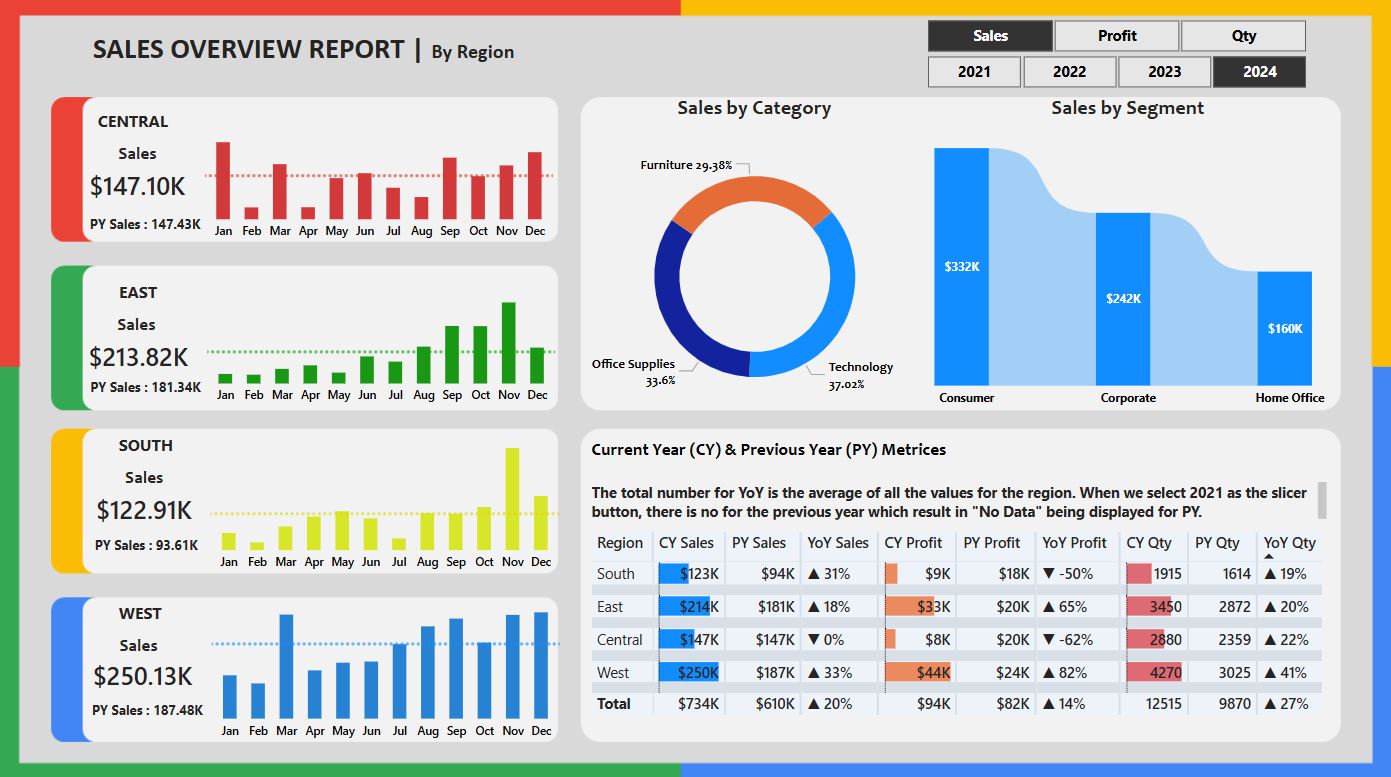 SALES OVERVIEW REPORT | By Region
Sales Profit Qty
2021 2022 2023 2024
CENTRAL
Sales
$147.10K
PY Sales : 147.43K
Jan Feb Mar Apr May Jun Jul Aug Sep Oct Nov Dec
EAST
Sales
$213.82K
PY Sales : 181.34K
Jan Feb Mar Apr May Jun Jul Aug Sep Oct Nov Dec
SOUTH
Sales
$122.91K
PY Sales : 93.61K
Jan Feb Mar Apr May Jun Jul Aug Sep Oct Nov Dec
WEST
Sales
$250.13K
PY Sales : 187.48K
Jan Feb Mar Apr May Jun Jul Aug Sep Oct Nov Dec
Sales by Category
Furniture 29.38%
Office Supplies
33.6%
Technology
37.02%
Sales by Segment
$332K
$242K
$160K
Consumer Corporate Home Office
Current Year (CY) & Previous Year (PY) Metrices
The total number for YoY is the average of all the values for the region. When we select 2021 as the slicer
button, there is no for the previous year which result in "No Data" being displayed for PY.
Region CY Sales PY Sales YoY Sales CY Profit PY Profit YoY Profit CY Qty PY Qty YoY Qty
South $123K $94K ▲ 31% $9K $18K ▼ -50% 1915 1614 ▲ 19%
East $214K $181K ▲ 18% $33K $20K ▲ 65% 3450 2872 ▲ 20%
Central $147K $147K ▼ 0% $8K $20K ▼ -62% 2880 2359 ▲ 22%
West $250K $187K ▲ 33% $44K $24K ▲ 82% 4270 3025 ▲ 41%
Total $734K $610K ▲ 20% $94K $82K ▲ 14% 12515 9870 ▲ 27%